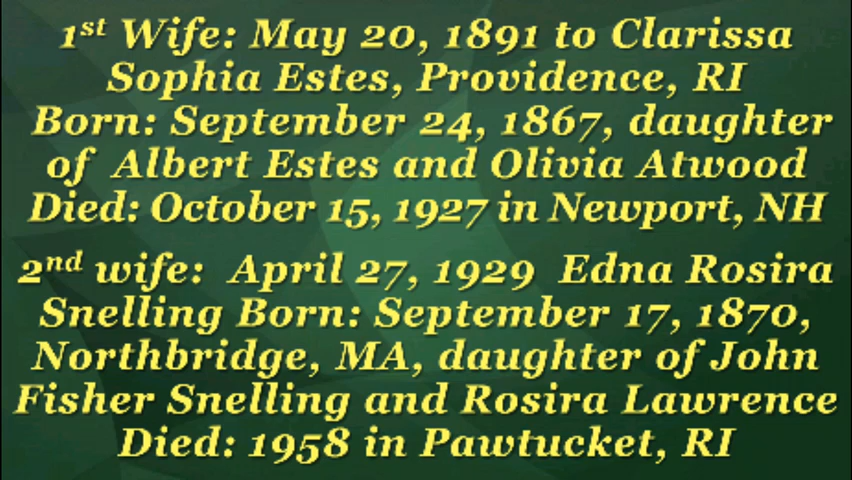 1st Wife: May 20, 1891 to Clarissa
Sophia Estes, Providence, RI
Born: September 24, 1867, daughter
of Albert Estes and Olivia Atwood
Died: October 15, 1927 in Newport, NH
2nd wife: April 27, 1929 Edna Rosira
Snelling Born: September 17, 1870,
Northbridge, MA, daughter of John
Fisher Snelling and Rosira Lawrence
Died: 1958 in Pawtucket, RI